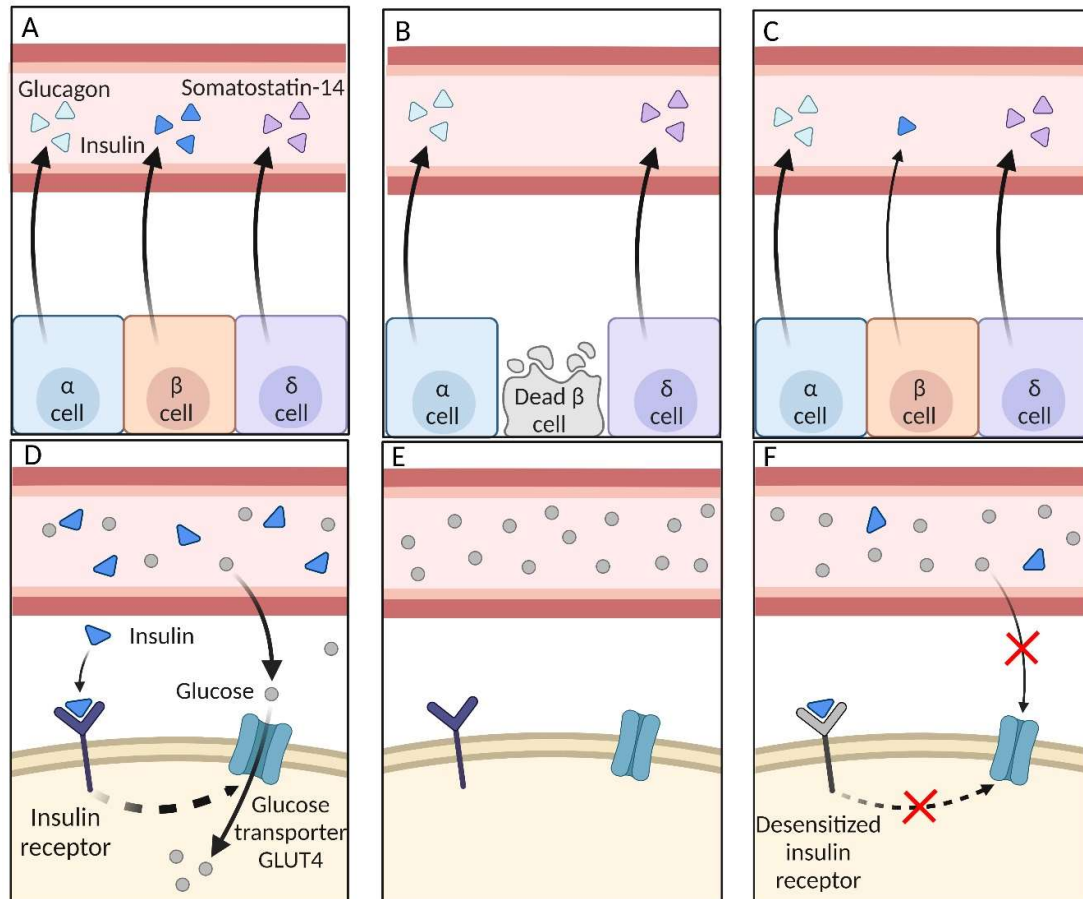 A
Glucagon
Somatostatin-14
Insulin
α
cell
β
cell
δ
cell
B
α
cell
Dead β
cell
δ
cell
C
α
cell
β
cell
δ
cell
D
Insulin
Glucose
Insulin
receptor
Glucose
transporter
GLUT4
E
F
Desensitized
insulin
receptor